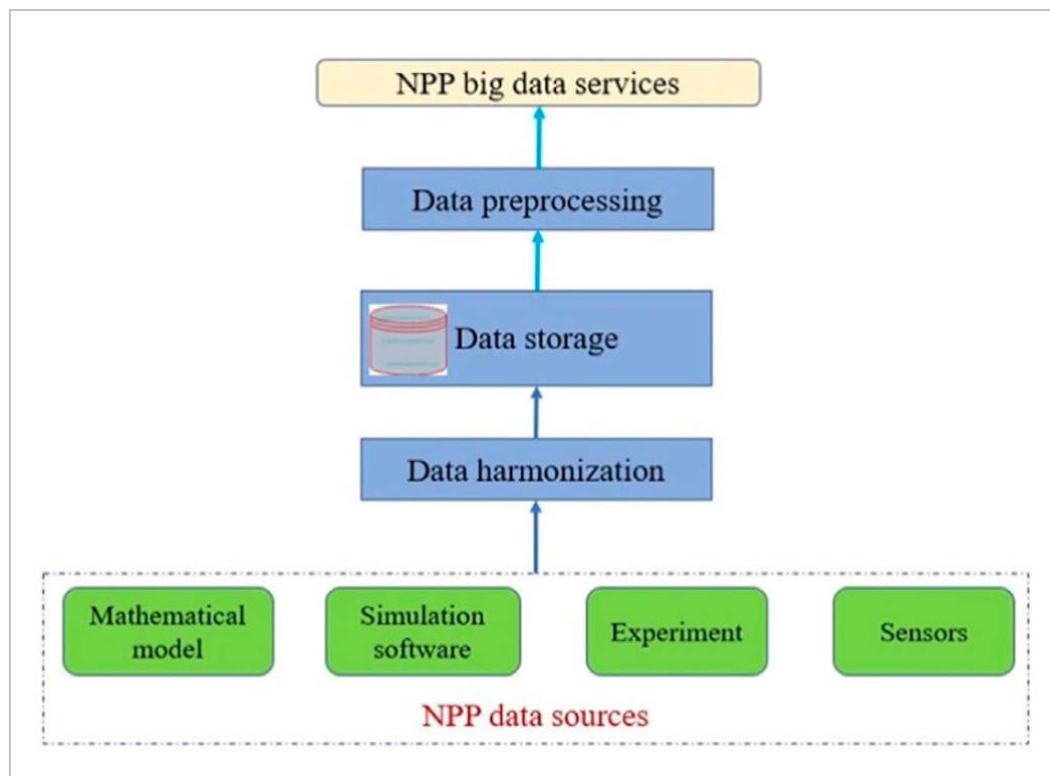 NPP big data services
Data preprocessing
Data storage
Data harmonization
Mathematical
model
Simulation
software
Experiment
Sensors
NPP data sources